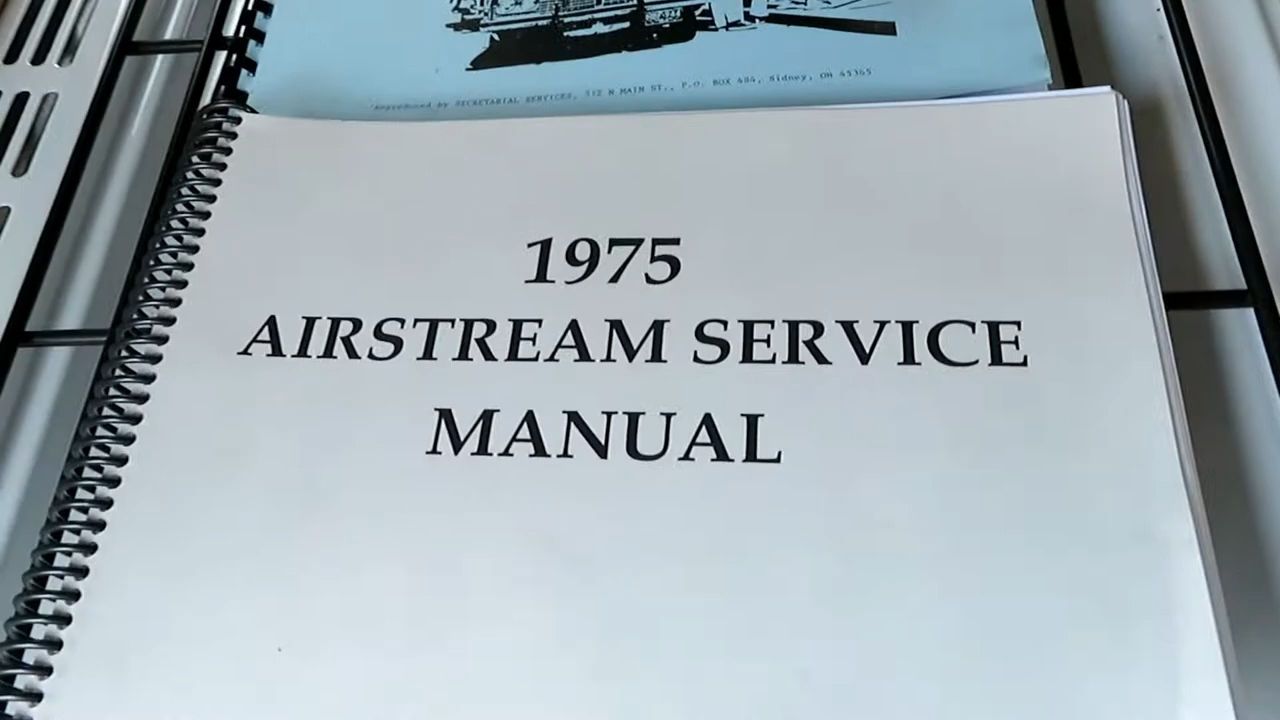 Reproduced by SECRETARIAL SERVICES, 312 N MAIN ST., P.O. BOX 484, Sidney, OH 45365
1975
AIRSTREAM SERVICE
MANUAL